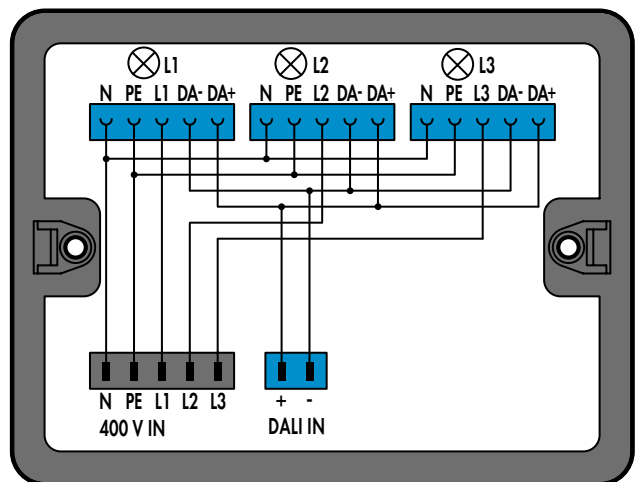 L1 L2 L3
N PE L1 DA- DA+ N PE L2 DA- DA+ N PE L3 DA- DA+
N PE L1 L2 L3 + -
400 V IN DALI IN